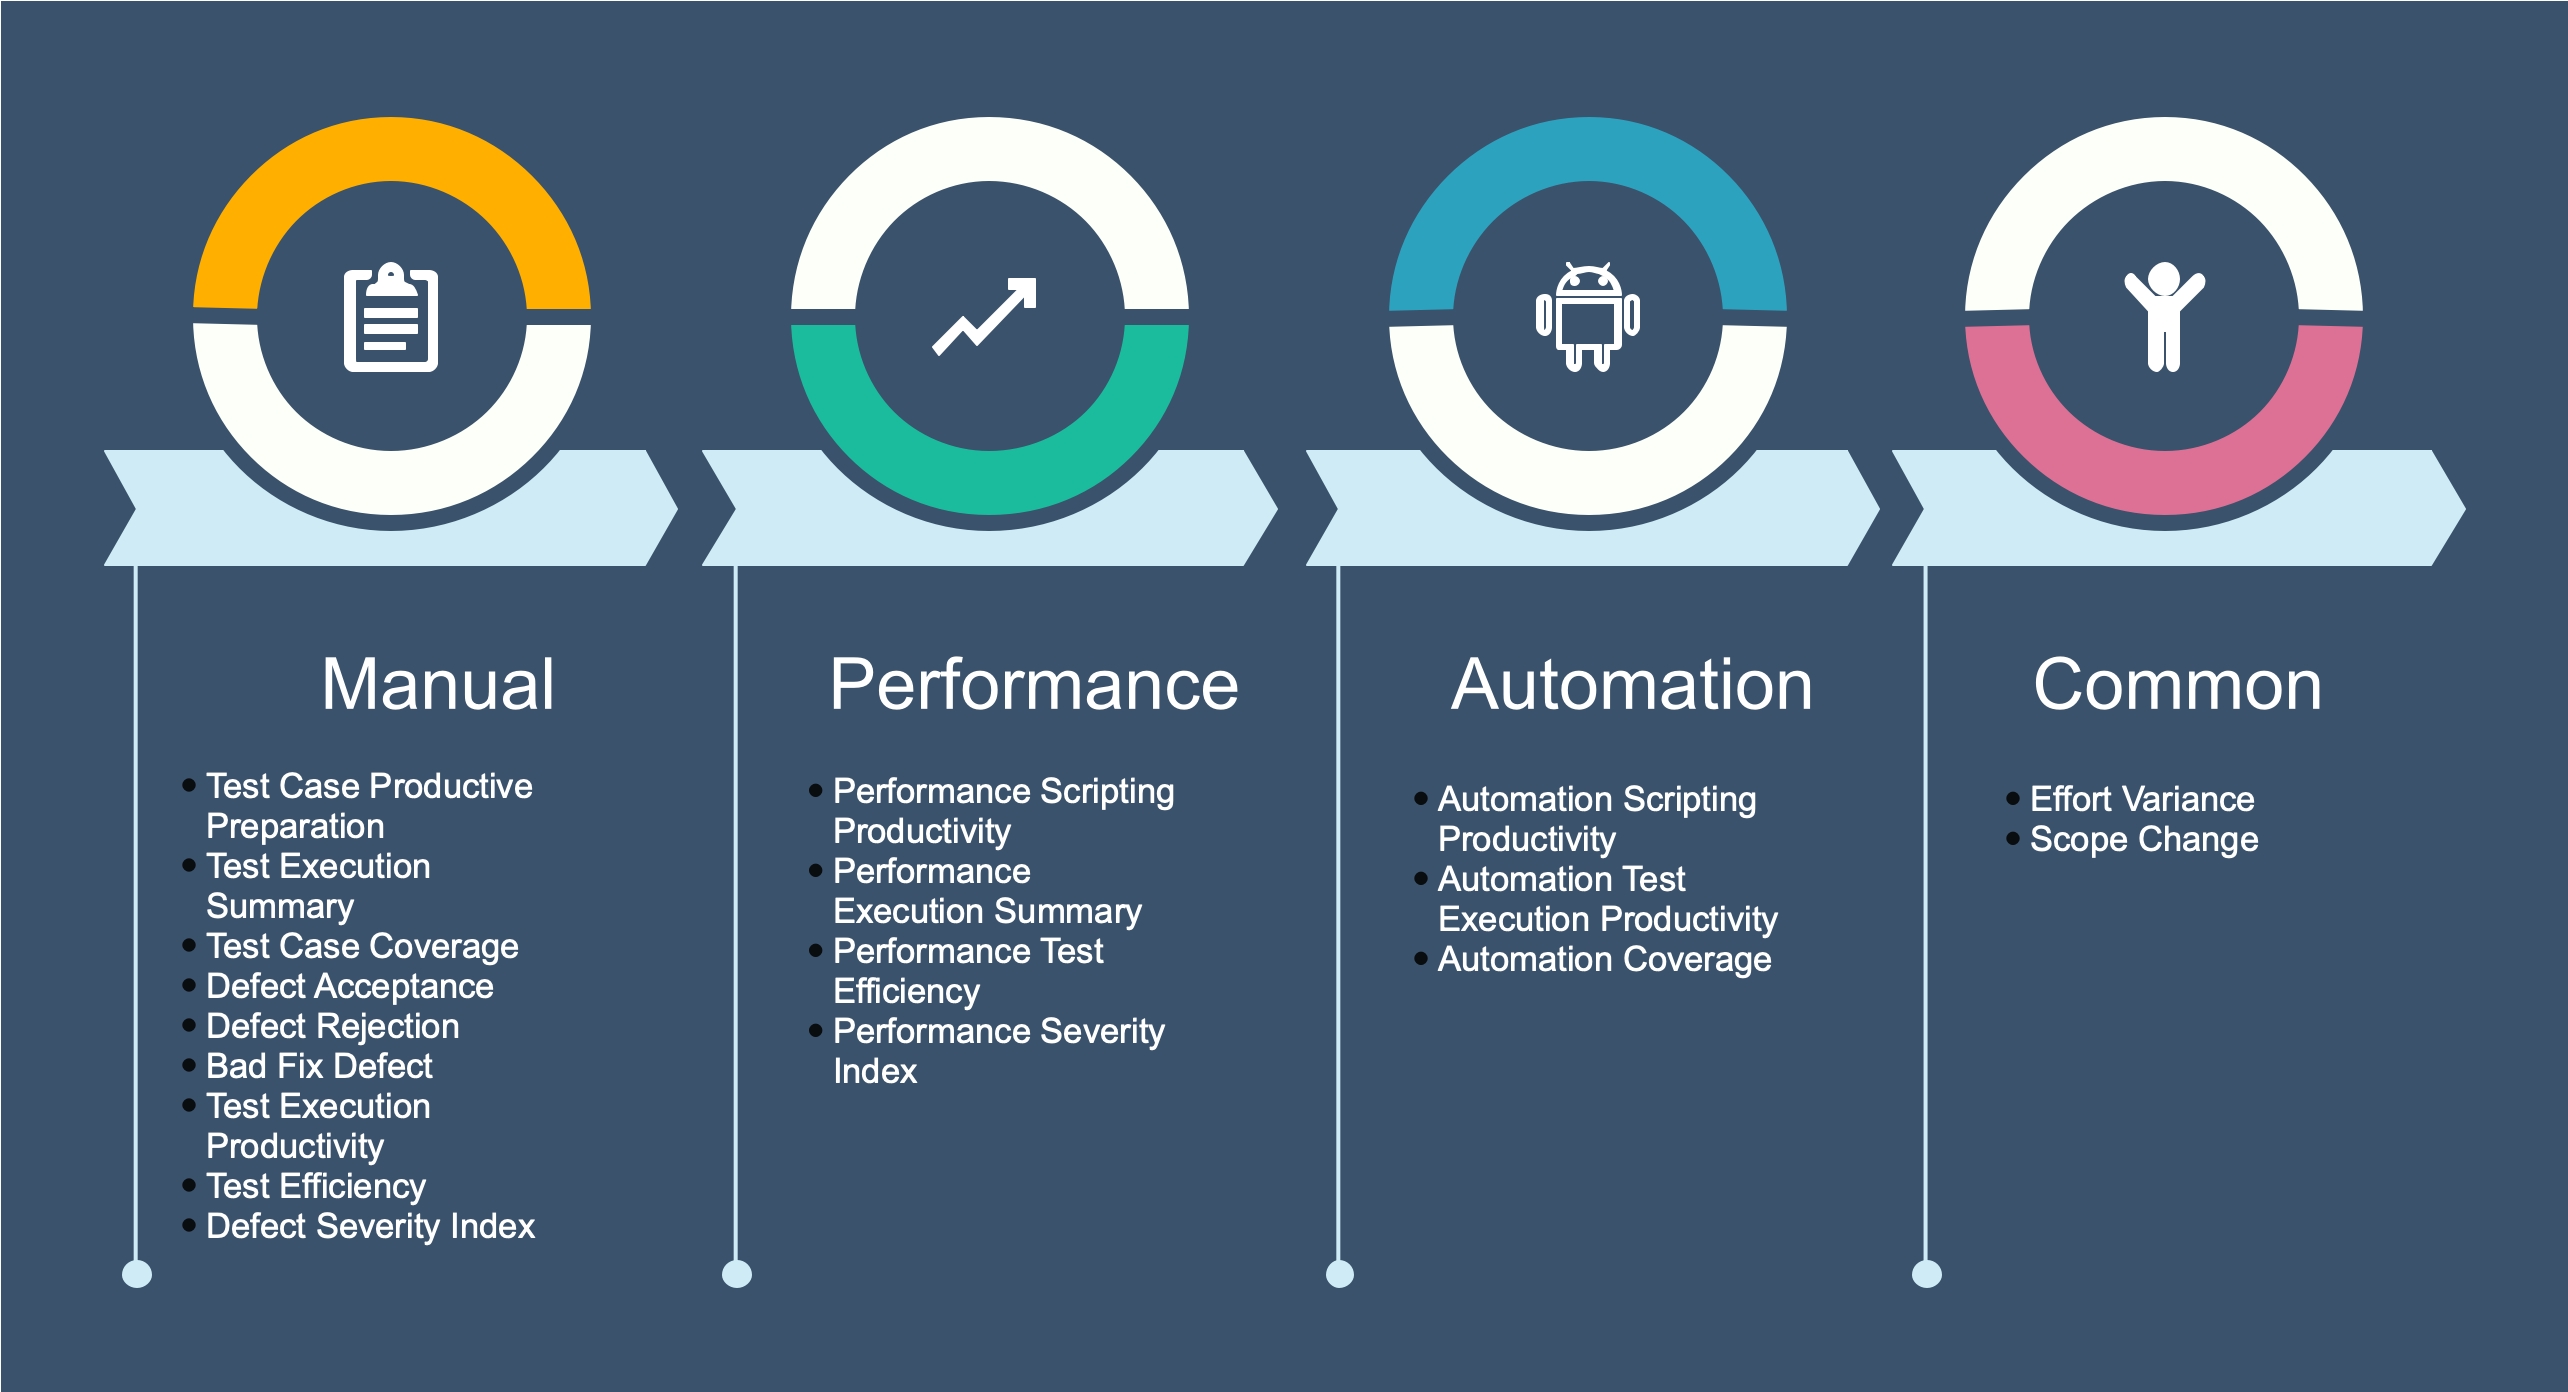 Manual
• Test Case Productive
Preparation
• Test Execution
Summary
• Test Case Coverage
• Defect Acceptance
• Defect Rejection
• Bad Fix Defect
• Test Execution
Productivity
• Test Efficiency
• Defect Severity Index
Performance
• Performance Scripting
Productivity
• Performance
Execution Summary
• Performance Test
Efficiency
• Performance Severity
Index
Automation
• Automation Scripting
Productivity
• Automation Test
Execution Productivity
• Automation Coverage
Common
• Effort Variance
• Scope Change